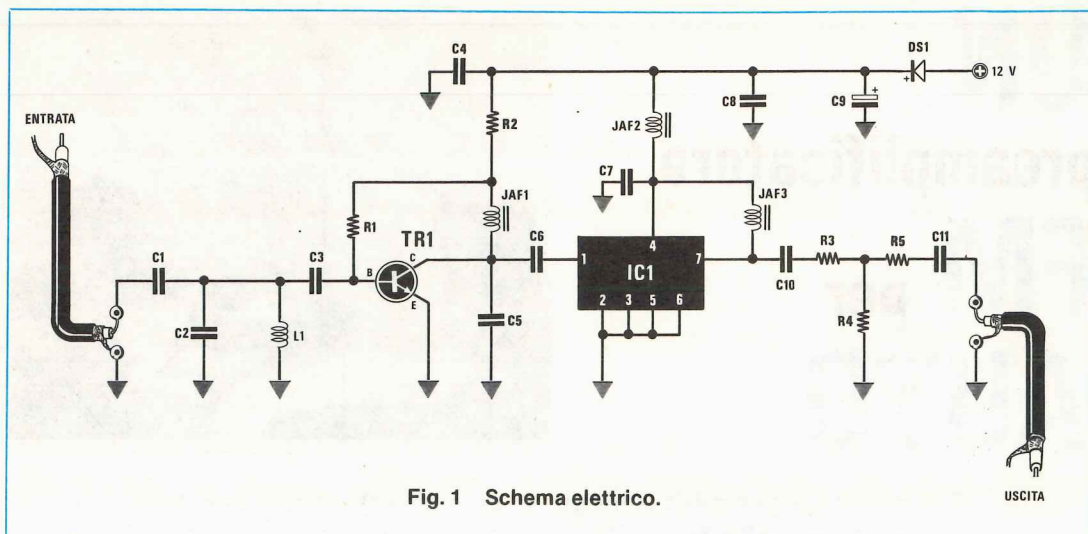 C4
DS1
12 V
ENTRATA
R2
JAF2
C8
C9
+
+
JAF1
C7
JAF3
R1
TR1
C6
4
C1
C3
B
C
E
1
IC1
7
R3
R5
C11
C10
2
3
5
6
C2
L1
C5
R4
Fig. 1 Schema elettrico.
USCITA